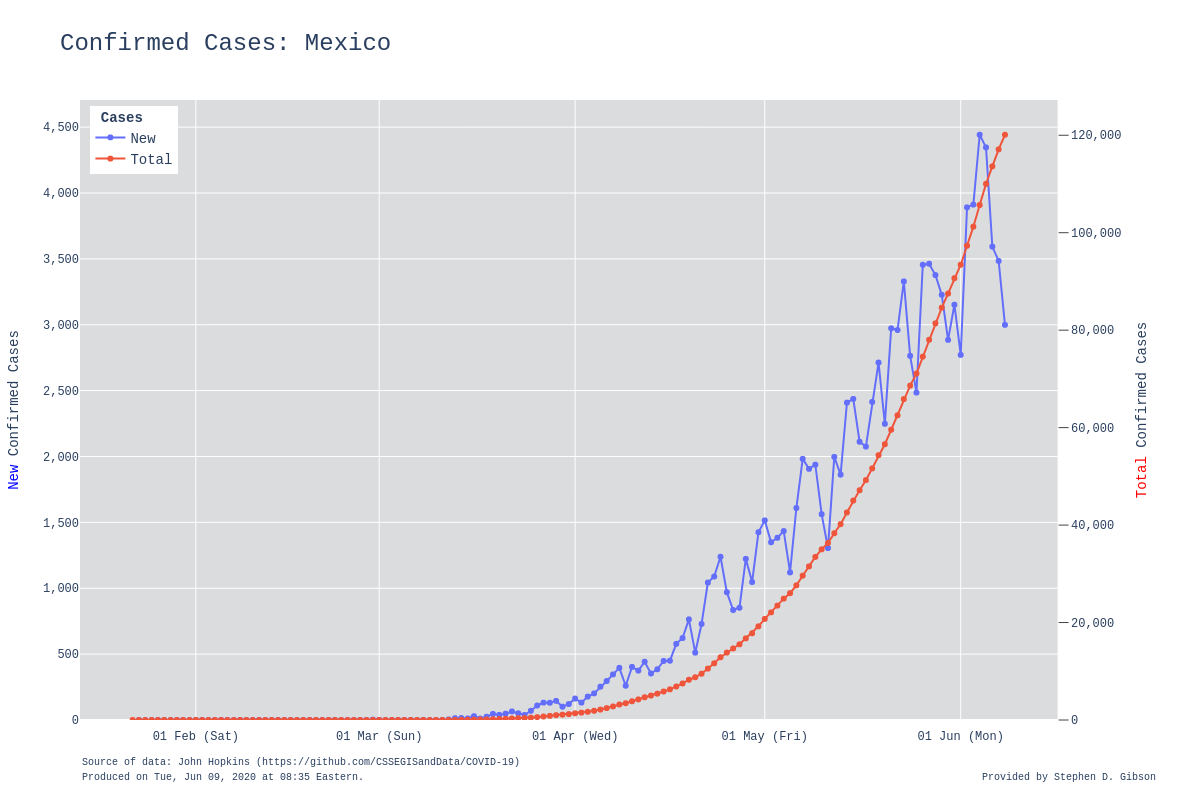 Confirmed Cases: Mexico
Cases
New
Total
4,500
4,000
3,500
3,000
2,500
2,000
1,500
1,000
500
0
New Confirmed Cases
120,000
100,000
80,000
60,000
40,000
20,000
0
Total Confirmed Cases
01 Feb (Sat)
01 Mar (Sun)
01 Apr (Wed)
01 May (Fri)
01 Jun (Mon)
Source of data: John Hopkins (https://github.com/CSSEGISandData/COVID-19)
Produced on Tue, Jun 09, 2020 at 08:35 Eastern.
Provided by Stephen D. Gibson